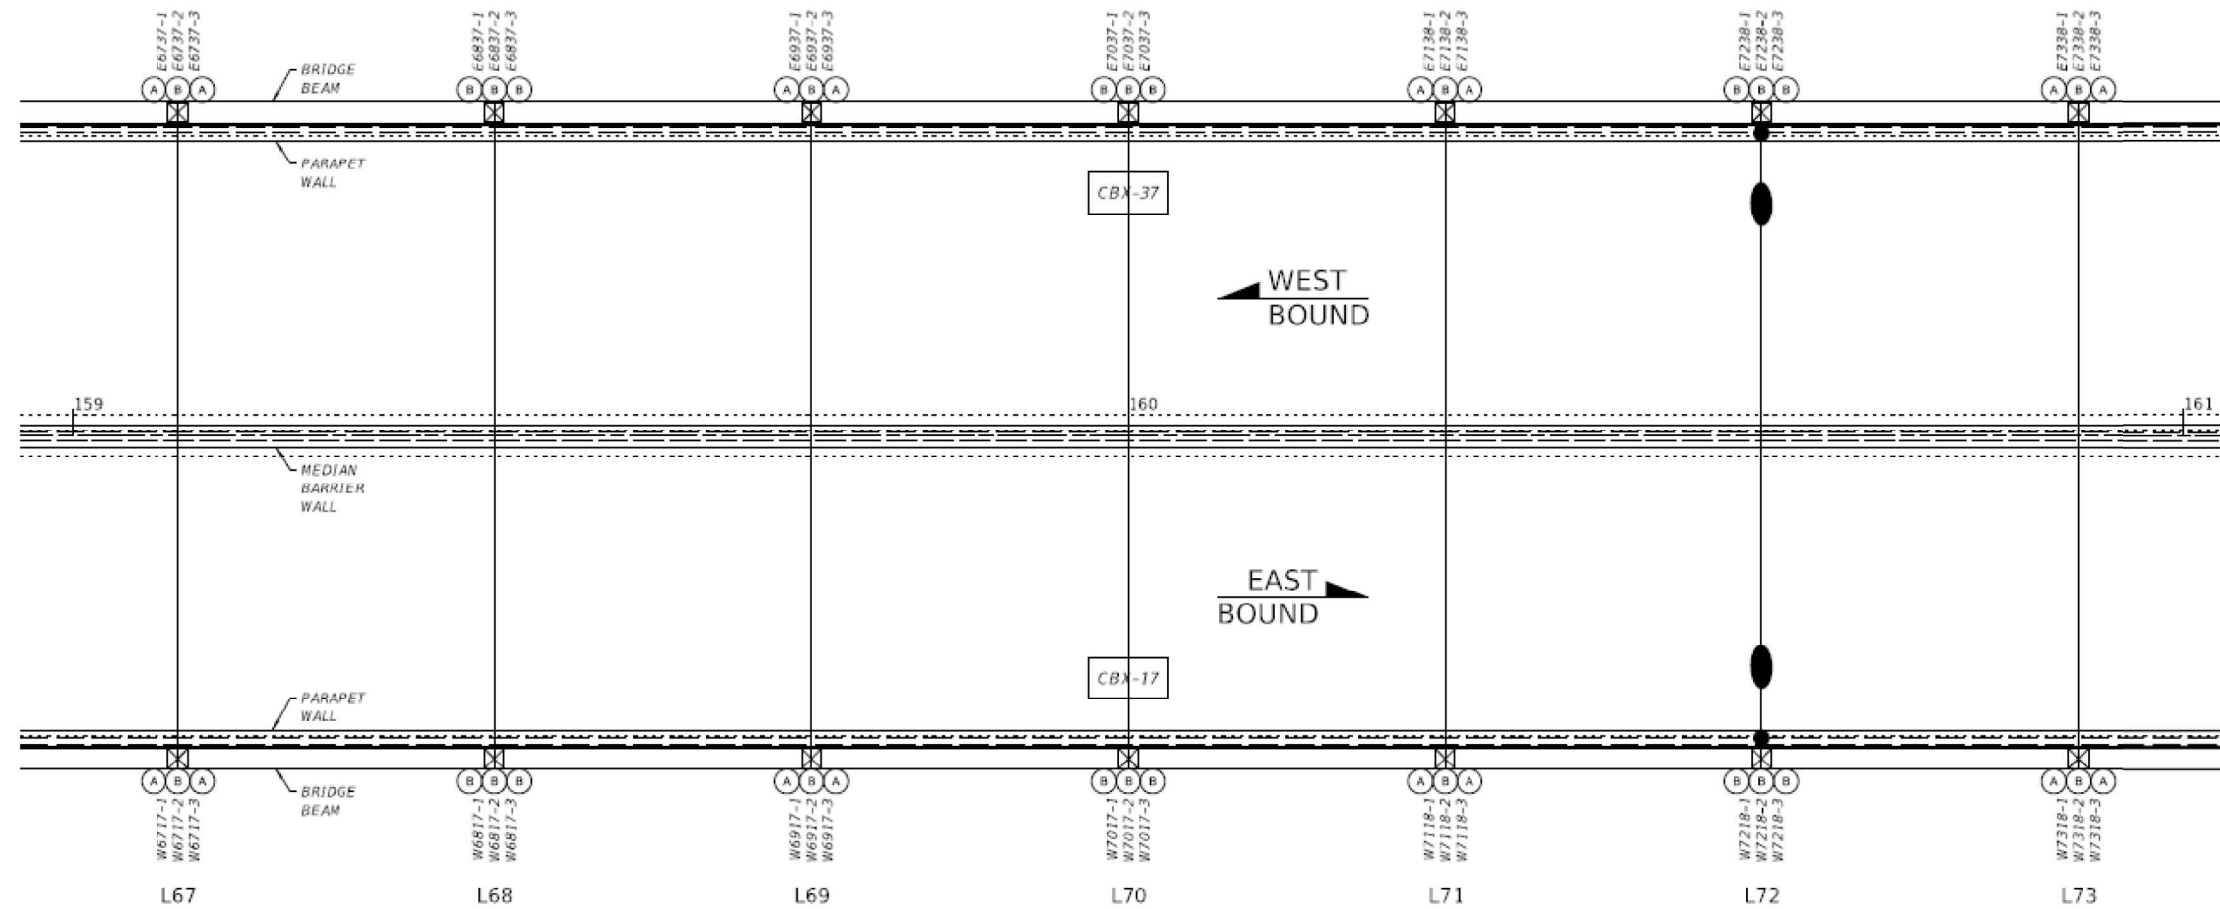 E6737-1
E6737-2
E6737-3
E6837-1
E6837-2
E6837-3
E6937-1
E6937-2
E6937-3
E7037-1
E7037-2
E7037-3
E7138-1
E7138-2
E7138-3
E7238-1
E7238-2
E7238-3
E7338-1
E7338-2
E7338-3
BRIDGE
BEAM
A B A
B B B
A B A
B B B
A B A
B B B
A B A
PARAPET
WALL
CBX-37
WEST
BOUND
159
160
161
MEDIAN
BARRIER
WALL
EAST
BOUND
CBX-17
PARAPET
WALL
A B A
B B B
A B A
B B B
A B A
B B B
A B A
BRIDGE
BEAM
W6717-1
W6717-2
W6717-3
W6817-1
W6817-2
W6817-3
W6917-1
W6917-2
W6917-3
W7017-1
W7017-2
W7017-3
W7118-1
W7118-2
W7118-3
W7218-1
W7218-2
W7218-3
W7318-1
W7318-2
W7318-3
L67
L68
L69
L70
L71
L72
L73